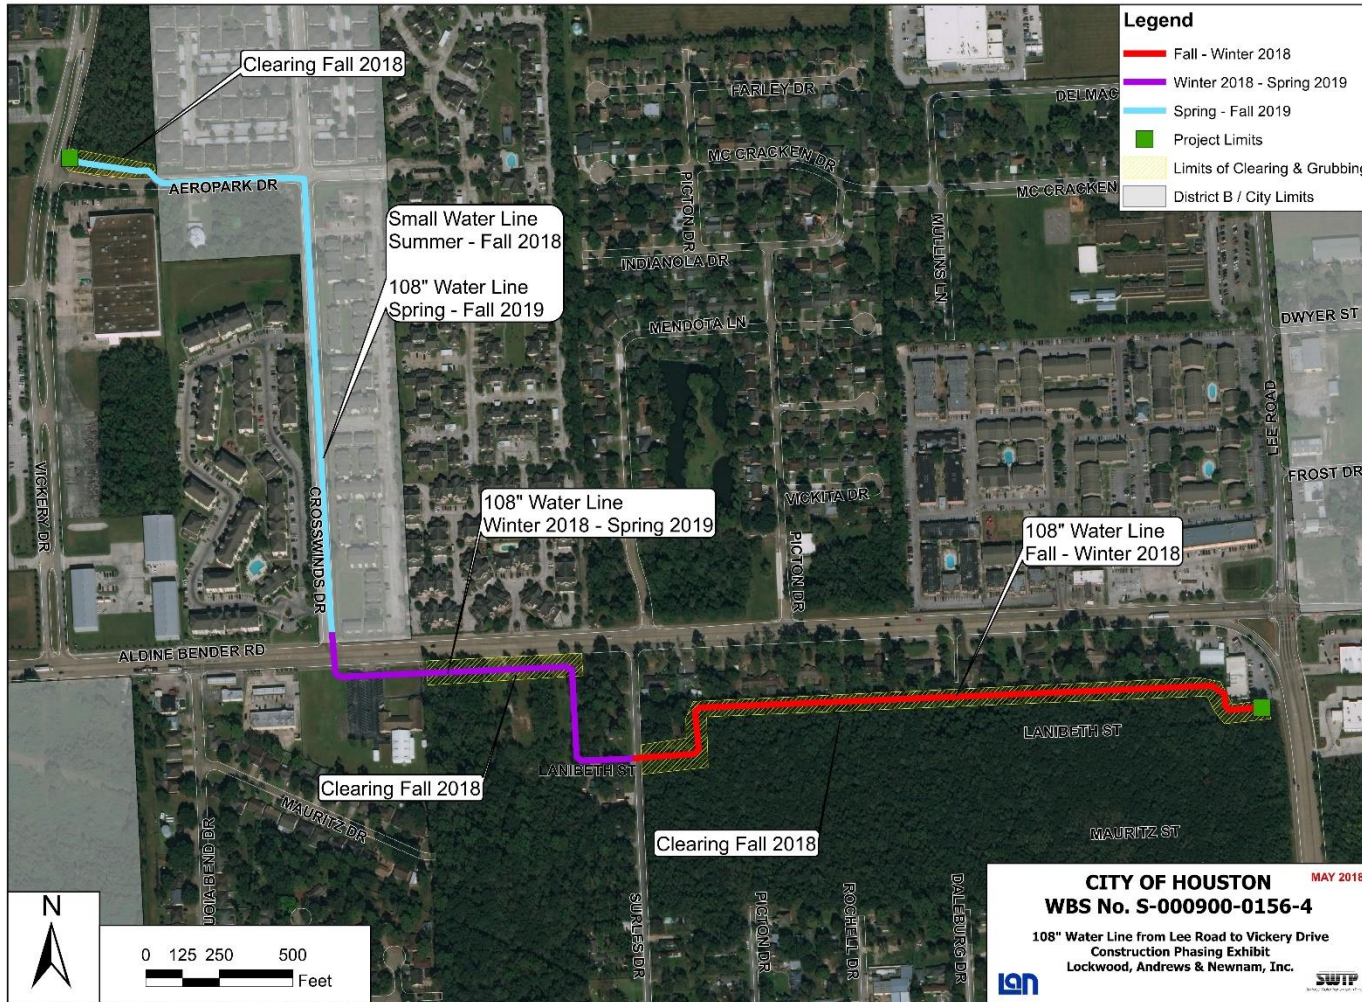 Legend
Fall - Winter 2018
Winter 2018 - Spring 2019
Spring - Fall 2019
Project Limits
Limits of Clearing & Grubbing
District B / City Limits
Clearing Fall 2018
FARLEY DR
DELMAC
MC CRACKEN DR
MC CRACKEN
AEROPARK DR
PICTON DR
MULLINS LN
Small Water Line
Summer - Fall 2018
108" Water Line
Spring - Fall 2019
INDIANOLA DR
MENDOTA LN
DWYER ST
LEE ROAD
FROST DR
VICKERY DR
CROSSWINDS DR
108" Water Line
Winter 2018 - Spring 2019
VICKITA DR
PICTON DR
108" Water Line
Fall - Winter 2018
ALDINE BENDER RD
LANIBETH ST
LANIBETH ST
Clearing Fall 2018
MAURITZ DR
Clearing Fall 2018
MAURITZ ST
UOIA BEND DR
SURLES DR
PICTON DR
ROCHELL DR
DALEBURG DR
N
0 125 250 500
Feet
CITY OF HOUSTON
MAY 2018
WBS No. S-000900-0156-4
108" Water Line from Lee Road to Vickery Drive
Construction Phasing Exhibit
Lockwood, Andrews & Newnam, Inc.
Lan
SWTP